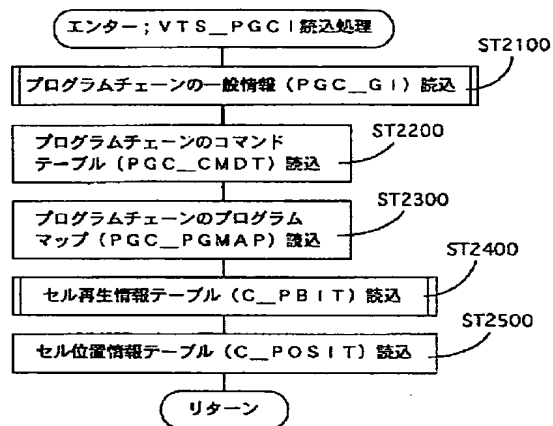 エンター；ＶＴＳ＿ＰＧＣＩ読込処理
ST2100
プログラムチェーンの一般情報（ＰＧＣ＿ＧＩ）読込
ST2200
プログラムチェーンのコマンド
テーブル（ＰＧＣ＿ＣＭＤＴ）読込
ST2300
プログラムチェーンのプログラム
マップ（ＰＧＣ＿ＰＧＭＡＰ）読込
ST2400
セル再生情報テーブル（Ｃ＿ＰＢＩＴ）読込
ST2500
セル位置情報テーブル（Ｃ＿ＰＯＳＩＴ）読込
リターン